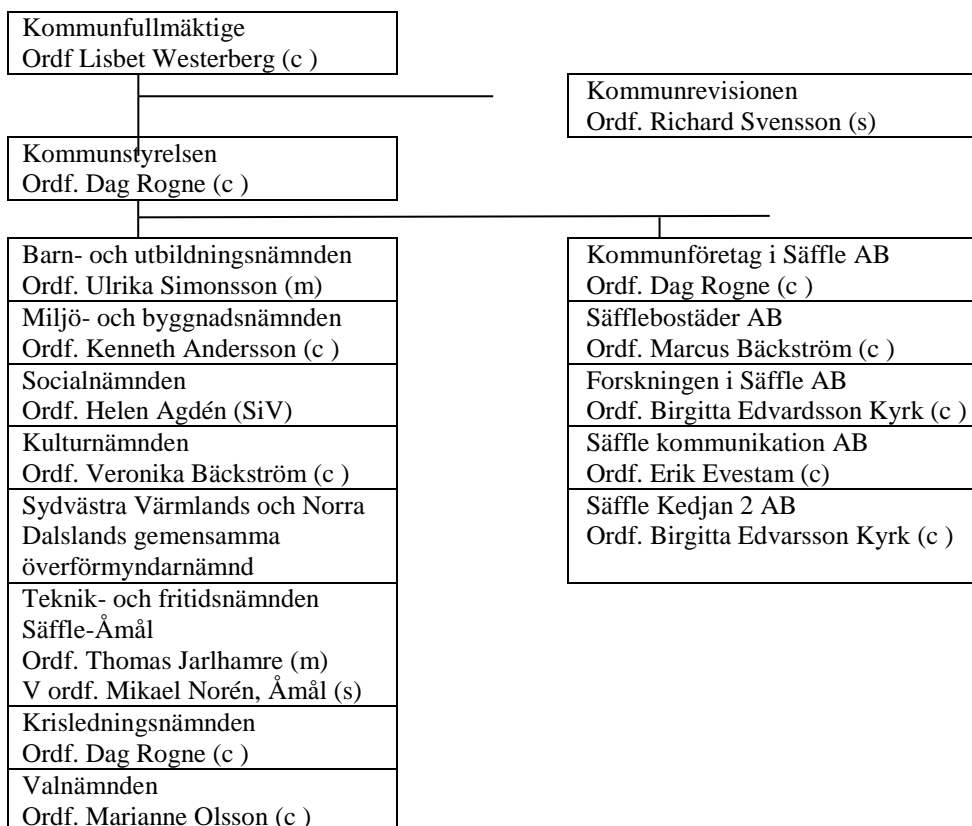 Kommunfullmäktige
Ordf Lisbet Westerberg (c )
Kommunrevisionen
Ordf. Richard Svensson (s)
Kommunstyrelsen
Ordf. Dag Rogne (c )
Barn- och utbildningsnämnden
Ordf. Ulrika Simonsson (m)
Miljö- och byggnadsnämnden
Ordf. Kenneth Andersson (c )
Socialnämnden
Ordf. Helen Agdén (SiV)
Kulturnämnden
Ordf. Veronika Bäckström (c )
Sydvästra Värmlands och Norra
Dalslands gemensamma
överförmyndarnämnd
Teknik- och fritidsnämnden
Säffle-Åmål
Ordf. Thomas Jarlhamre (m)
V ordf. Mikael Norén, Åmål (s)
Krisledningsnämnden
Ordf. Dag Rogne (c )
Valnämnden
Ordf. Marianne Olsson (c )
Kommunföretag i Säffle AB
Ordf. Dag Rogne (c )
Säfflebostäder AB
Ordf. Marcus Bäckström (c )
Forskningen i Säffle AB
Ordf. Birgitta Edvardsson Kyrk (c )
Säffle kommunikation AB
Ordf. Erik Evestam (c)
Säffle Kedjan 2 AB
Ordf. Birgitta Edvarsson Kyrk (c )